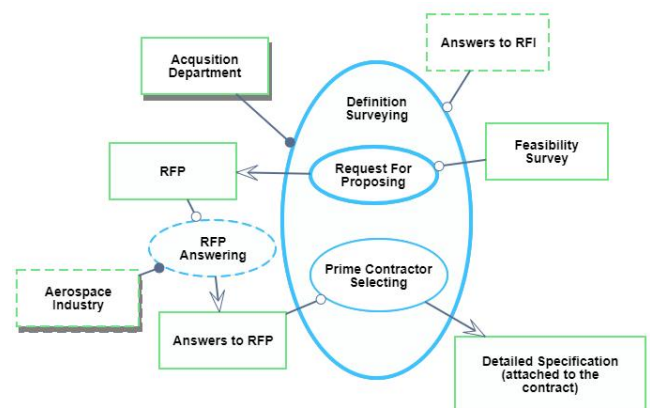 Answers to RFI
Acqusition
Department
Definition
Surveying
Feasibility
Survey
RFP
Request For
Proposing
RFP
Answering
Prime Contractor
Selecting
Aerospace
Industry
Answers to RFP
Detailed Specification
(attached to the
contract)